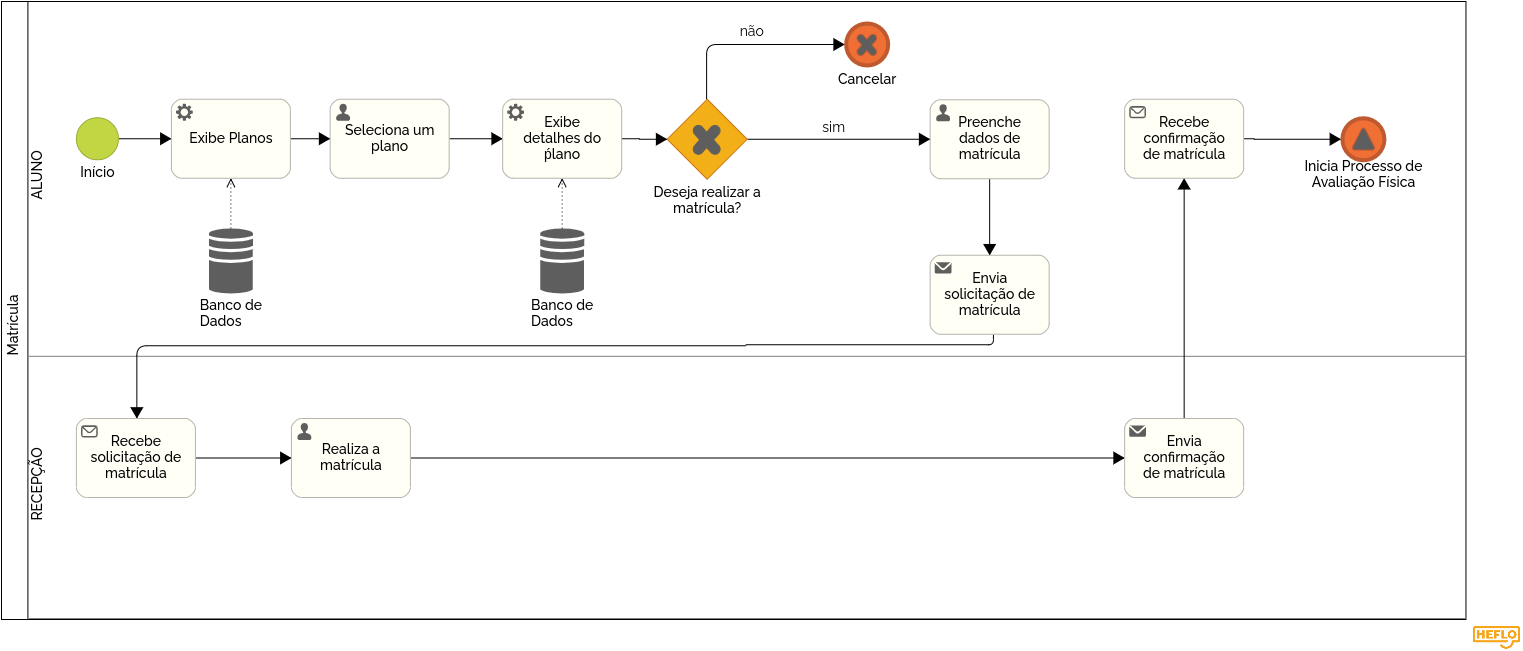 Matrícula
ALUNO
Início
Exibe Planos
Seleciona um
plano
Exibe
detalhes do
plano
Banco de
Dados
Banco de
Dados
Deseja realizar a
matrícula?
não
Cancelar
sim
Preenche
dados de
matrícula
Envia
solicitação de
matrícula
Recebe
confirmação
de matrícula
Inicia Processo de
Avaliação Física
RECEPÇÃO
Recebe
solicitação de
matrícula
Realiza a
matrícula
Envia
confirmação
de matrícula
HEFLO